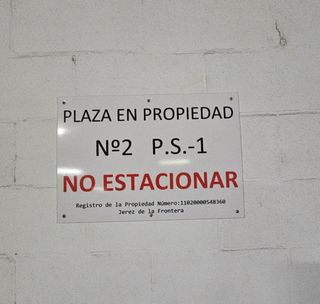 PLAZA EN PROPIEDAD
Nº2 P.S.-1
NO ESTACIONAR
Registro de la Propiedad Número:11020000548360
Jerez de la Frontera